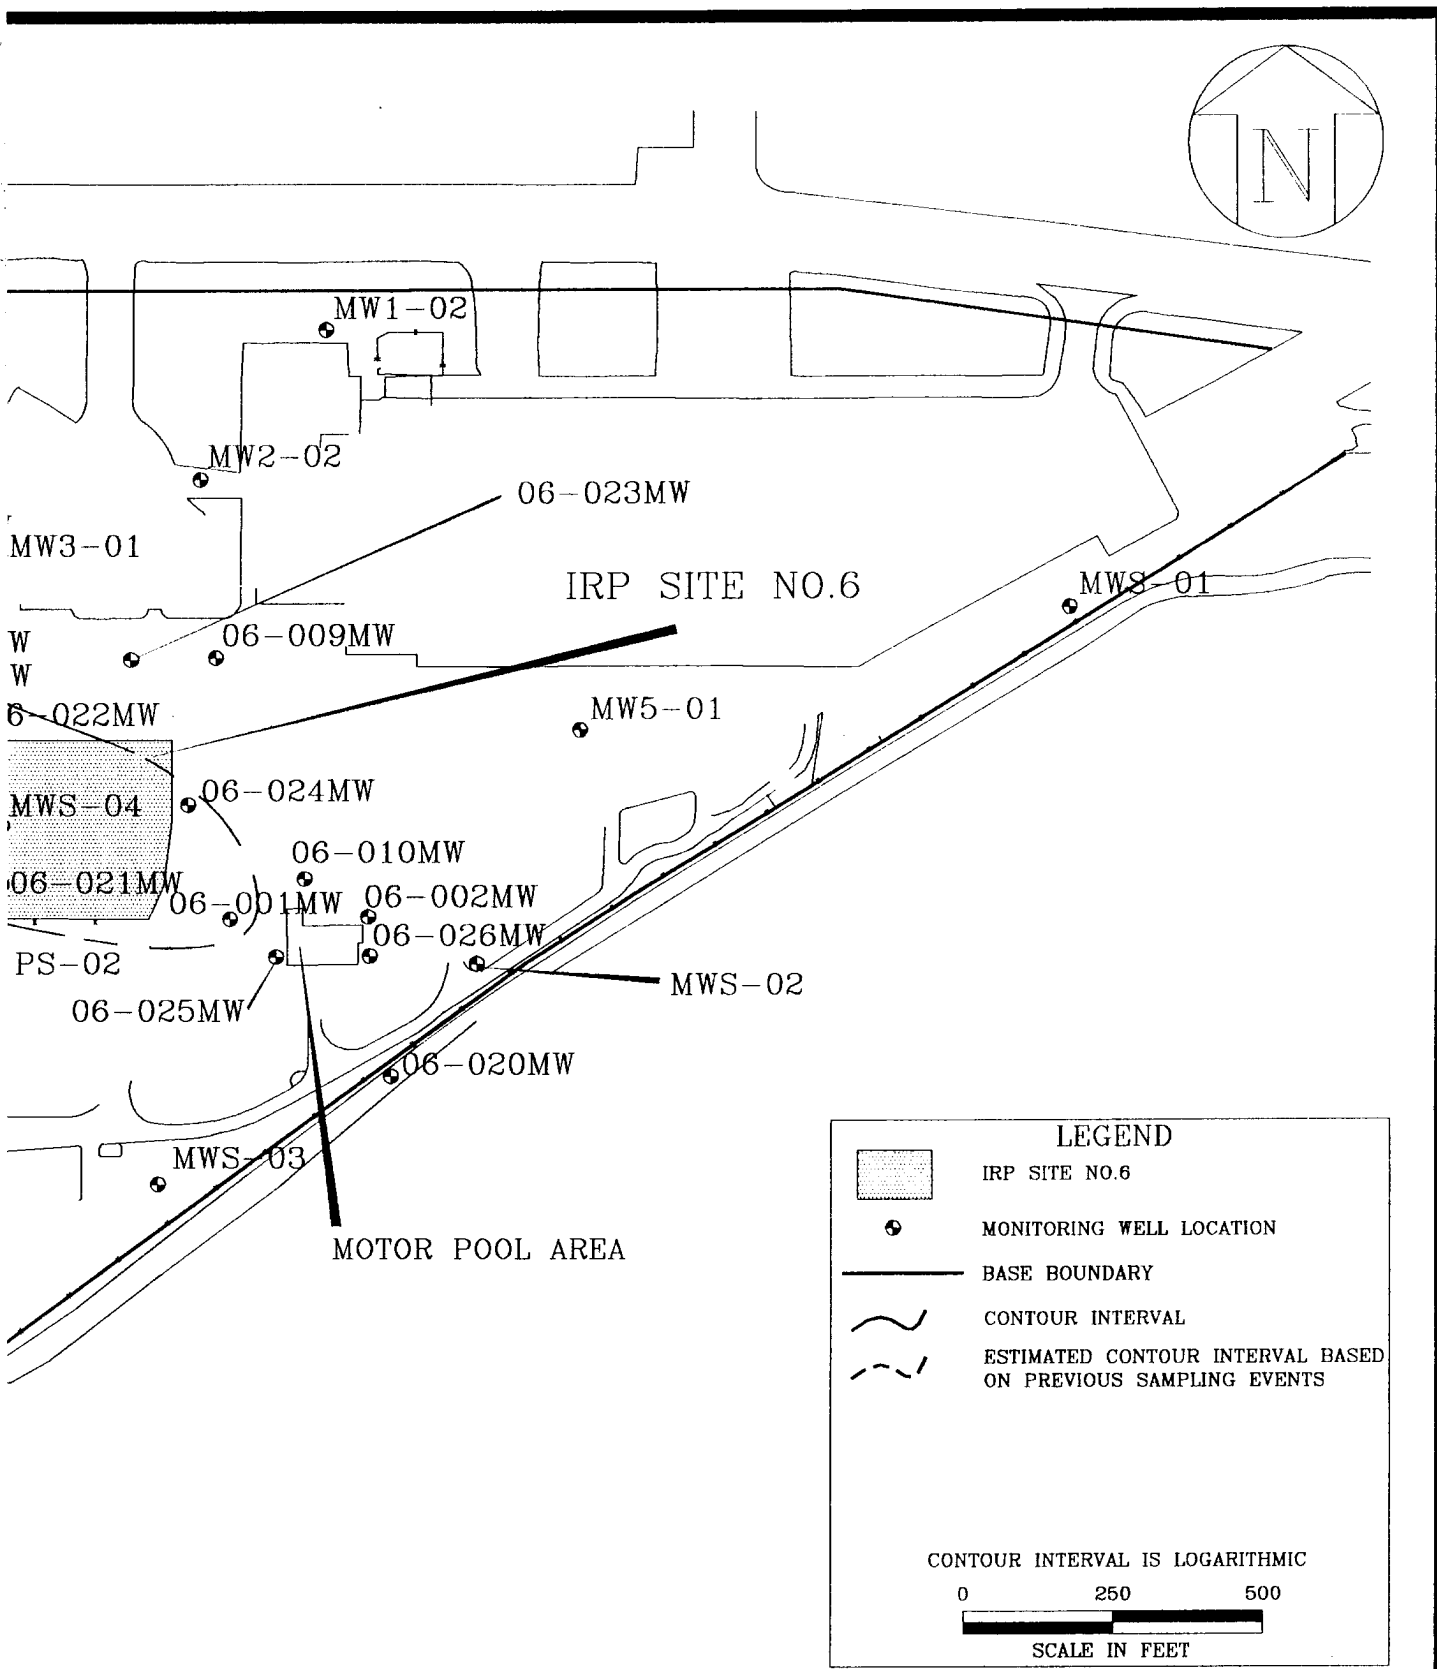 N
MW1-02
MW2-02
06-023MW
MW3-01
IRP SITE NO.6
MWS-01
06-009MW
W
W
6-022MW
MW5-01
06-024MW
MWS-04
06-010MW
06-021MW
06-001MW
06-002MW
06-026MW
PS-02
MWS-02
06-025MW
06-020MW
MWS-03
MOTOR POOL AREA
LEGEND
IRP SITE NO.6
MONITORING WELL LOCATION
BASE BOUNDARY
CONTOUR INTERVAL
ESTIMATED CONTOUR INTERVAL BASED
ON PREVIOUS SAMPLING EVENTS
CONTOUR INTERVAL IS LOGARITHMIC
0 250 500
SCALE IN FEET